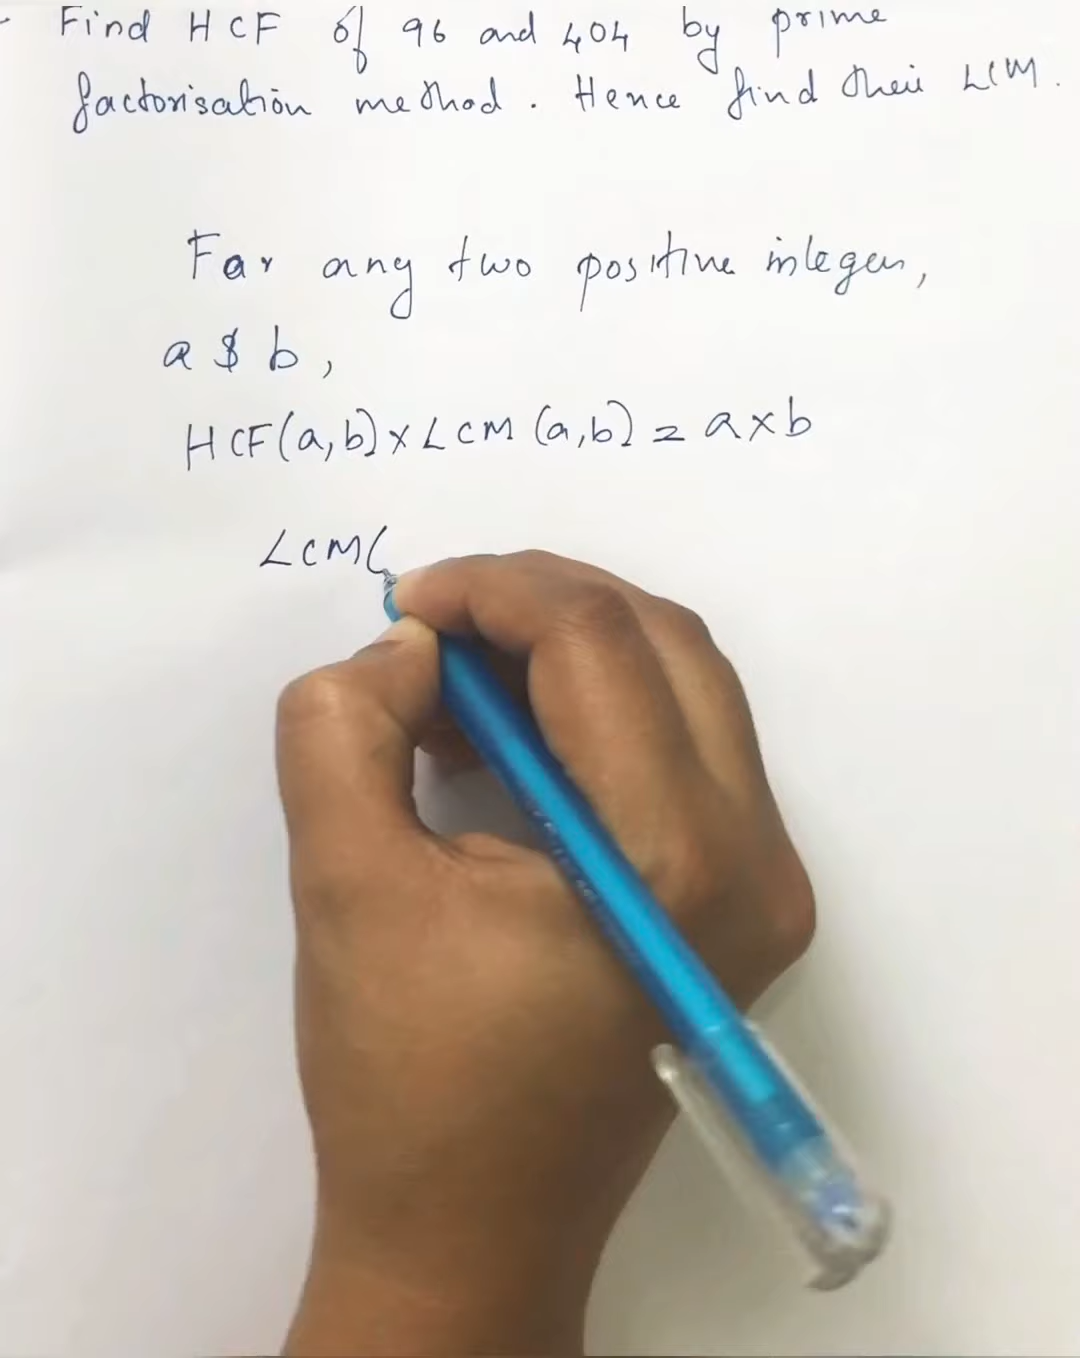 Find HCF of 96 and 404 by prime
factorisation method. Hence find their LCM.
For any two positive integers,
a & b,
HCF(a,b) x LCM (a,b) = a x b
LCM(